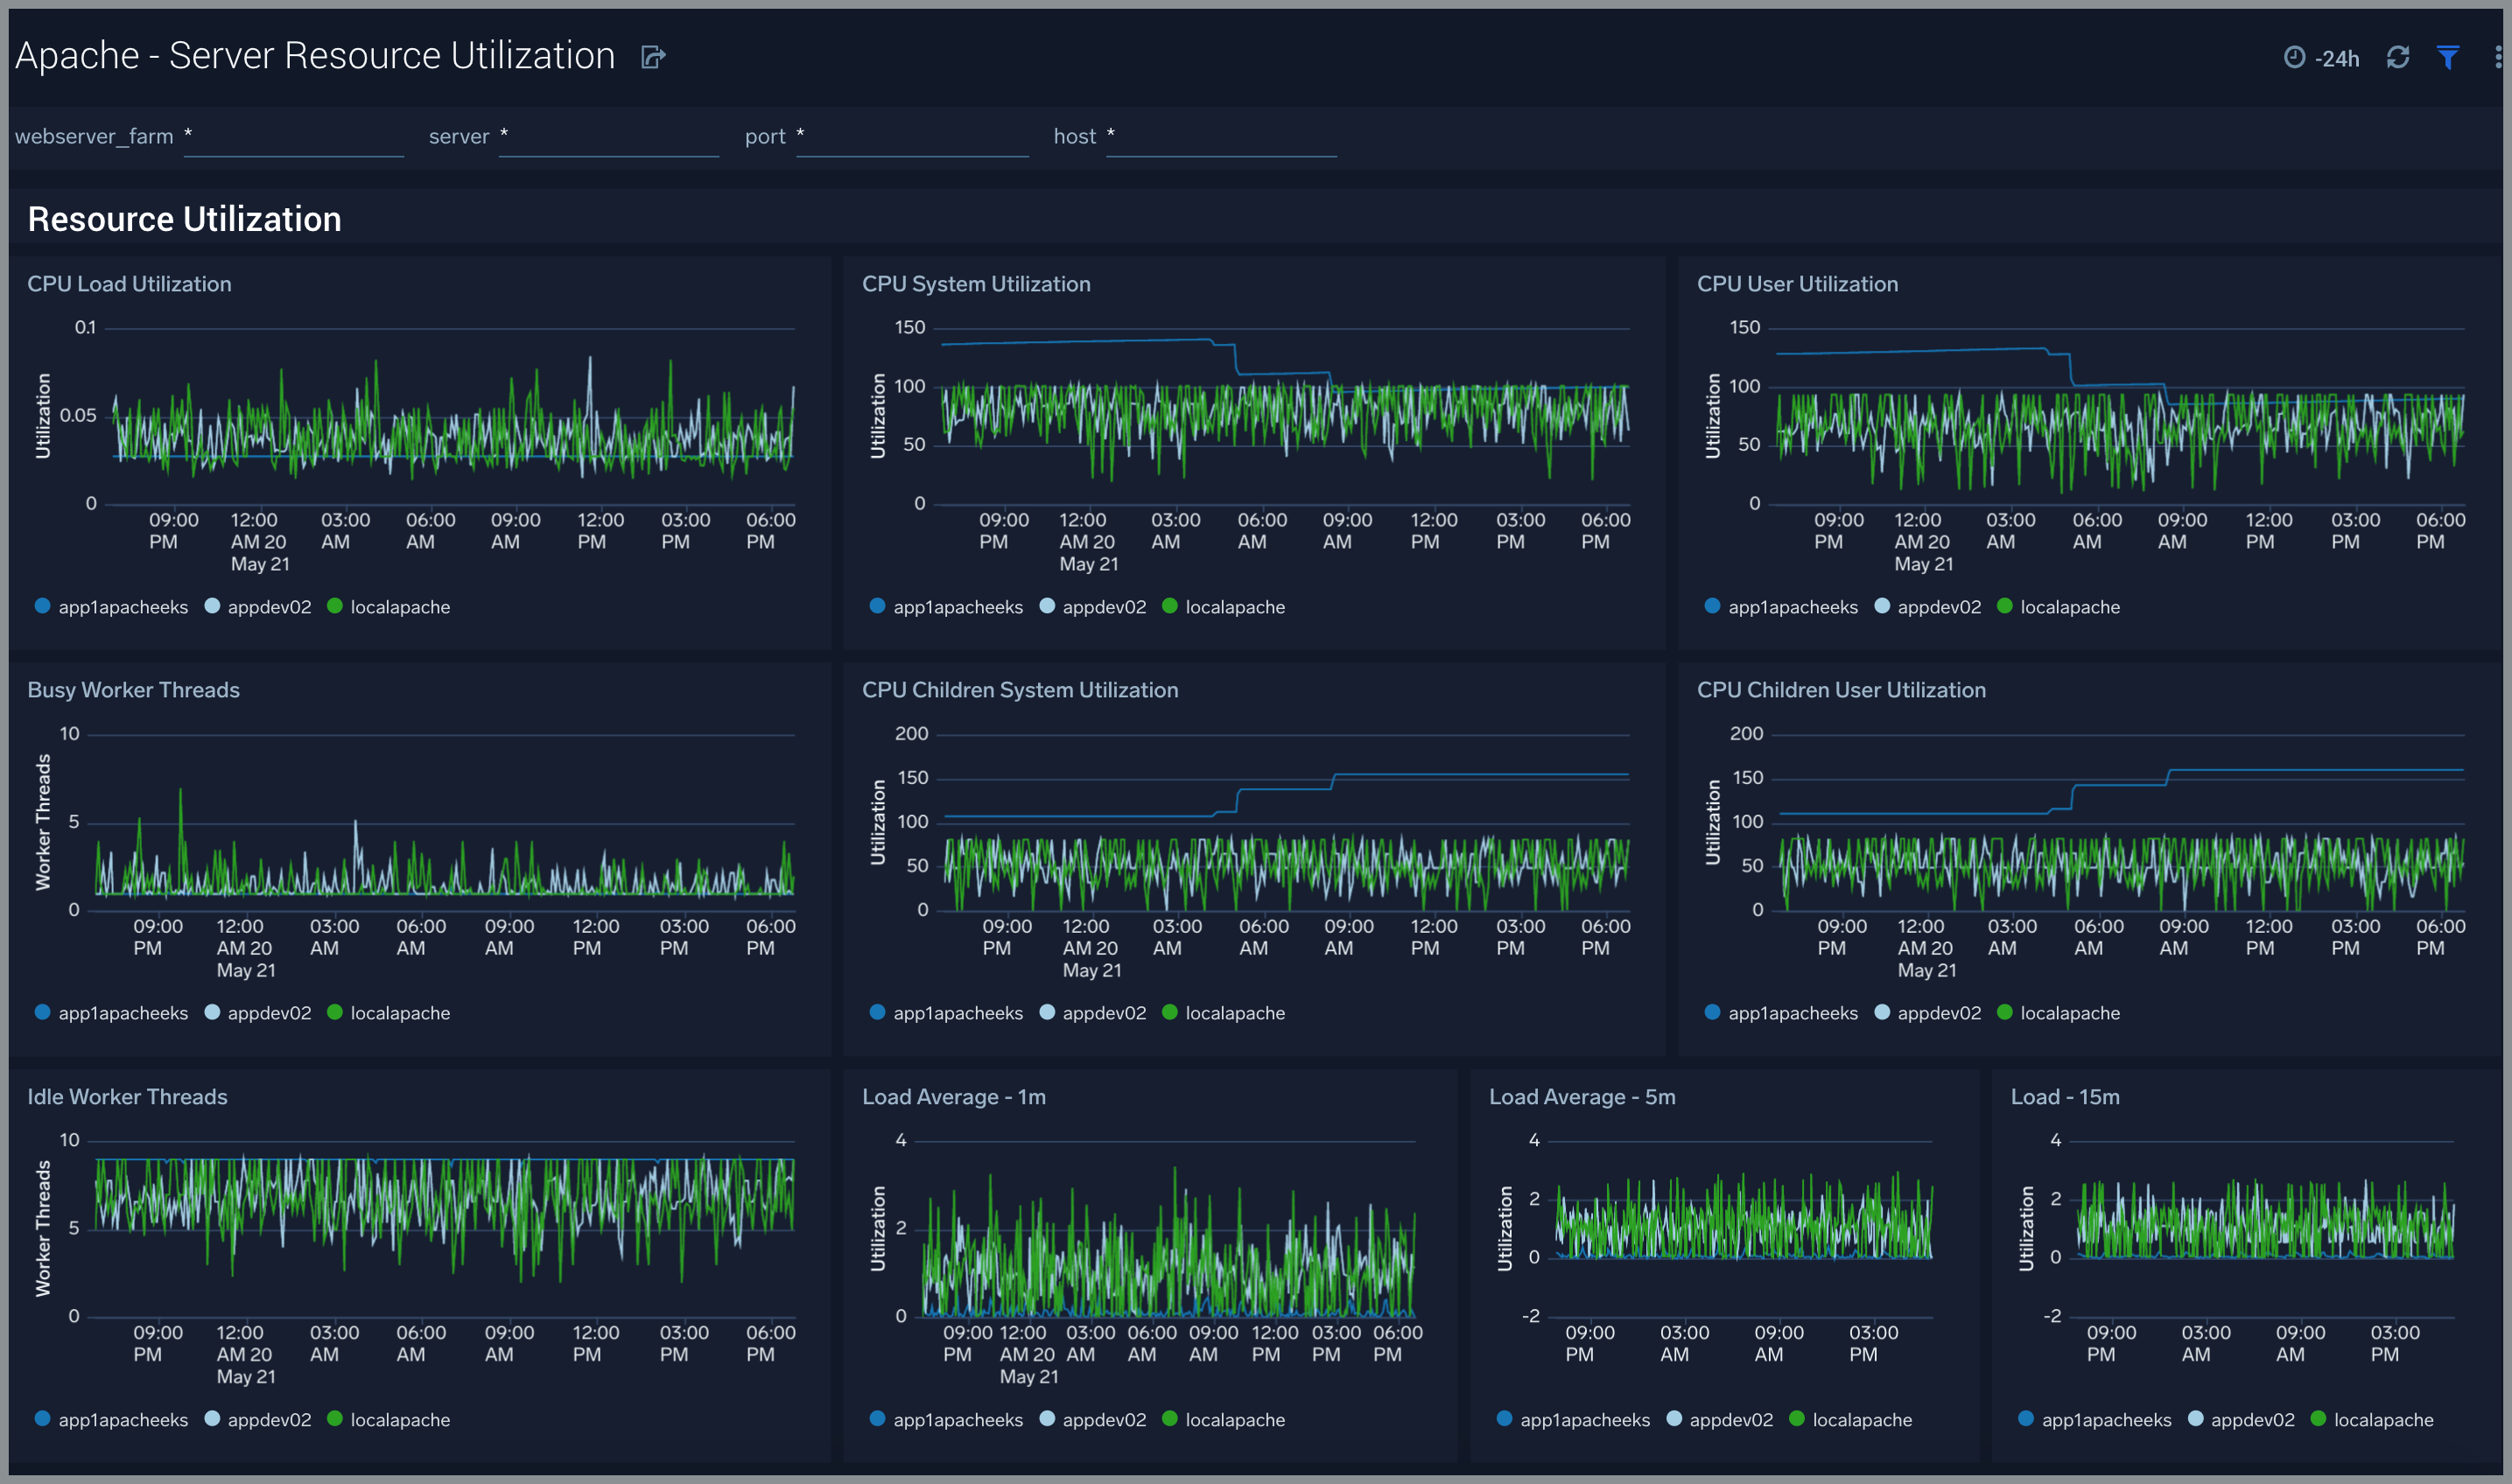 Apache - Server Resource Utilization
-24h
webserver_farm * server * port * host *
Resource Utilization
CPU Load Utilization
0.1
0.05
0
Utilization
09:00 PM 12:00 AM 20 May 21 03:00 AM 06:00 AM 09:00 AM 12:00 PM 03:00 PM 06:00 PM
app1apacheeks appdev02 localapache
CPU System Utilization
150
100
50
0
Utilization
09:00 PM 12:00 AM 20 May 21 03:00 AM 06:00 AM 09:00 AM 12:00 PM 03:00 PM 06:00 PM
app1apacheeks appdev02 localapache
CPU User Utilization
150
100
50
0
Utilization
09:00 PM 12:00 AM 20 May 21 03:00 AM 06:00 AM 09:00 AM 12:00 PM 03:00 PM 06:00 PM
app1apacheeks appdev02 localapache
Busy Worker Threads
10
5
0
Worker Threads
09:00 PM 12:00 AM 20 May 21 03:00 AM 06:00 AM 09:00 AM 12:00 PM 03:00 PM 06:00 PM
app1apacheeks appdev02 localapache
CPU Children System Utilization
200
150
100
50
0
Utilization
09:00 PM 12:00 AM 20 May 21 03:00 AM 06:00 AM 09:00 AM 12:00 PM 03:00 PM 06:00 PM
app1apacheeks appdev02 localapache
CPU Children User Utilization
200
150
100
50
0
Utilization
09:00 PM 12:00 AM 20 May 21 03:00 AM 06:00 AM 09:00 AM 12:00 PM 03:00 PM 06:00 PM
app1apacheeks appdev02 localapache
Idle Worker Threads
10
5
0
Worker Threads
09:00 PM 12:00 AM 20 May 21 03:00 AM 06:00 AM 09:00 AM 12:00 PM 03:00 PM 06:00 PM
app1apacheeks appdev02 localapache
Load Average - 1m
4
2
0
Utilization
09:00 PM 12:00 AM 20 May 21 03:00 AM 06:00 AM 09:00 AM 12:00 PM 03:00 PM 06:00 PM
app1apacheeks appdev02 localapache
Load Average - 5m
4
2
0
-2
Utilization
09:00 PM 03:00 AM 09:00 AM 03:00 PM
app1apacheeks appdev02 localapache
Load - 15m
4
2
0
-2
Utilization
09:00 PM 03:00 AM 09:00 AM 03:00 PM
app1apacheeks appdev02 localapache